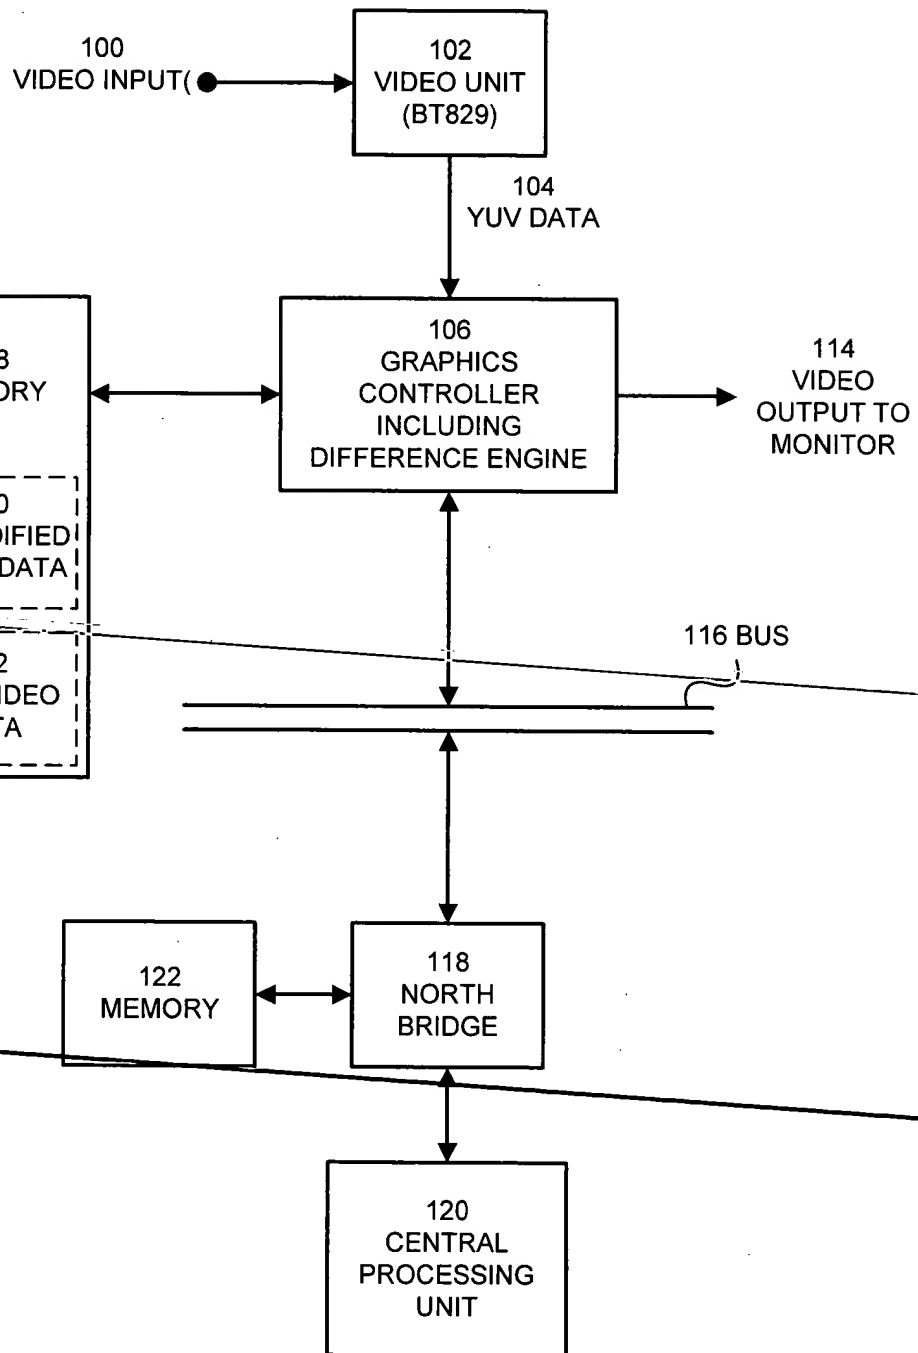 100
VIDEO INPUT(
102
VIDEO UNIT
(BT829)
104
YUV DATA
106
GRAPHICS
CONTROLLER
INCLUDING
DIFFERENCE ENGINE
114
VIDEO
OUTPUT TO
MONITOR
DATA
116 BUS
122
MEMORY
118
NORTH
BRIDGE
120
CENTRAL
PROCESSING
UNIT